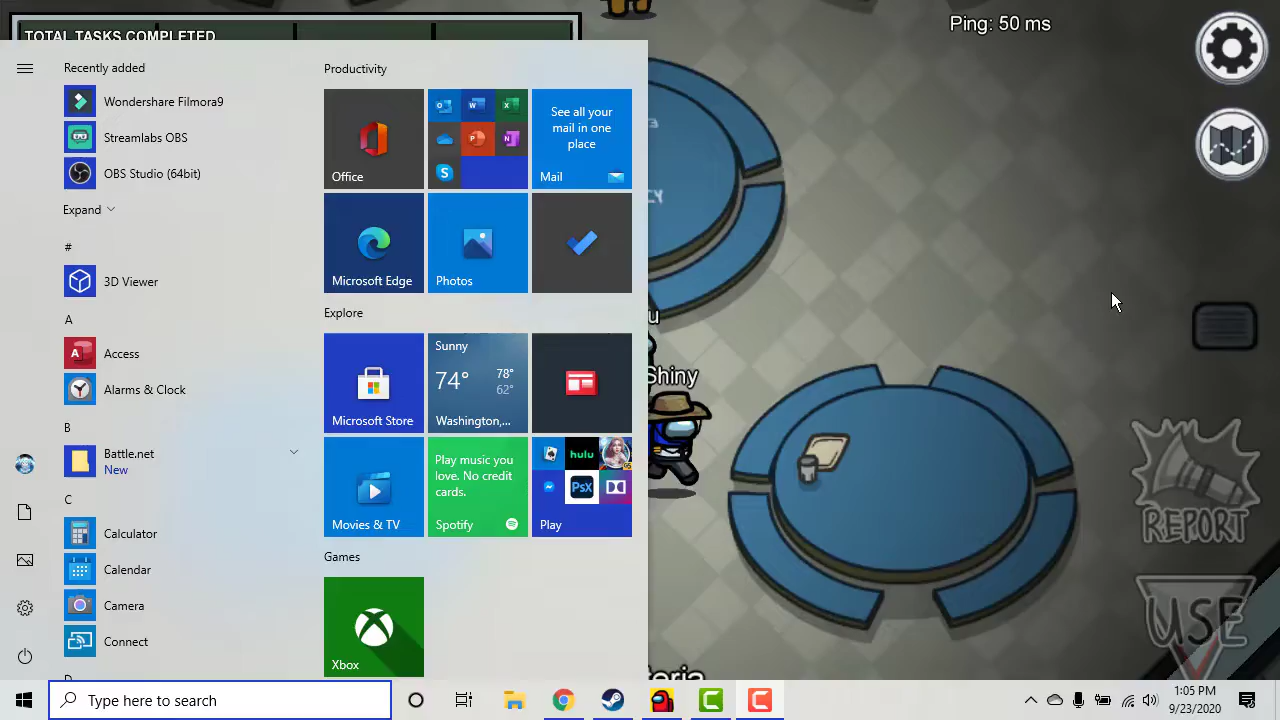 TOTAL TASKS COMPLETED
Ping: 50 ms
Recently added
Wondershare Filmora9
Streamlabs OBS
OBS Studio (64bit)
Expand
#
3D Viewer
A
Access
Alarms & Clock
B
Battle.net
New
C
Calculator
Calendar
Camera
Connect
Productivity
Office
See all your
mail in one
place
Mail
Microsoft Edge
Photos
Explore
Microsoft Store
Sunny
74° 78°
62°
Washington,...
Movies & TV
Play music you
love. No credit
cards.
Spotify
hulu
PsX
Play
Games
Xbox
Shiny
REPORT
USE
Type here to search
1:05 PM
9/23/2020